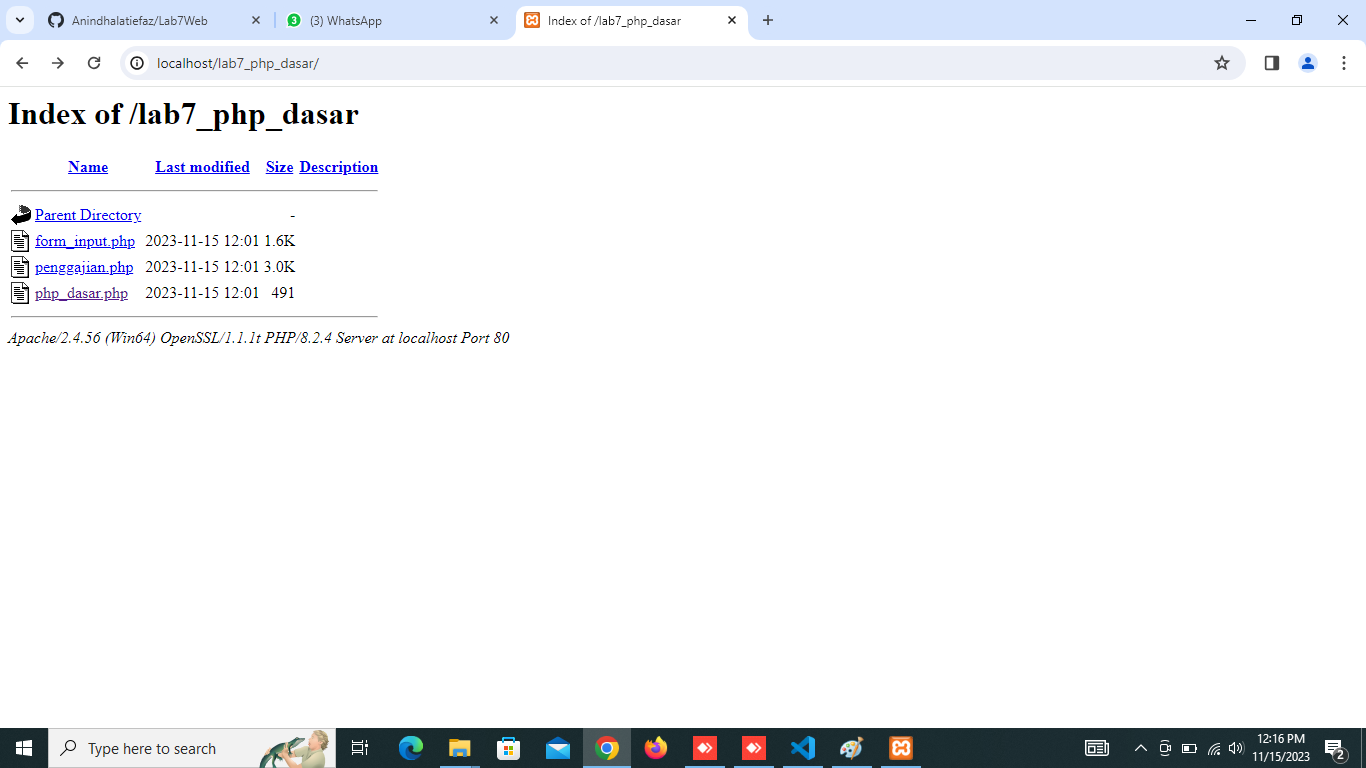 Anindhalatiefaz/Lab7Web
3
(3) WhatsApp
Index of /lab7_php_dasar
localhost/lab7_php_dasar/
Index of /lab7_php_dasar
Name Last modified Size Description
Parent Directory -
form_input.php 2023-11-15 12:01 1.6K
penggajian.php 2023-11-15 12:01 3.0K
php_dasar.php 2023-11-15 12:01 491
Apache/2.4.56 (Win64) OpenSSL/1.1.1t PHP/8.2.4 Server at localhost Port 80
Type here to search
12:16 PM
11/15/2023
2